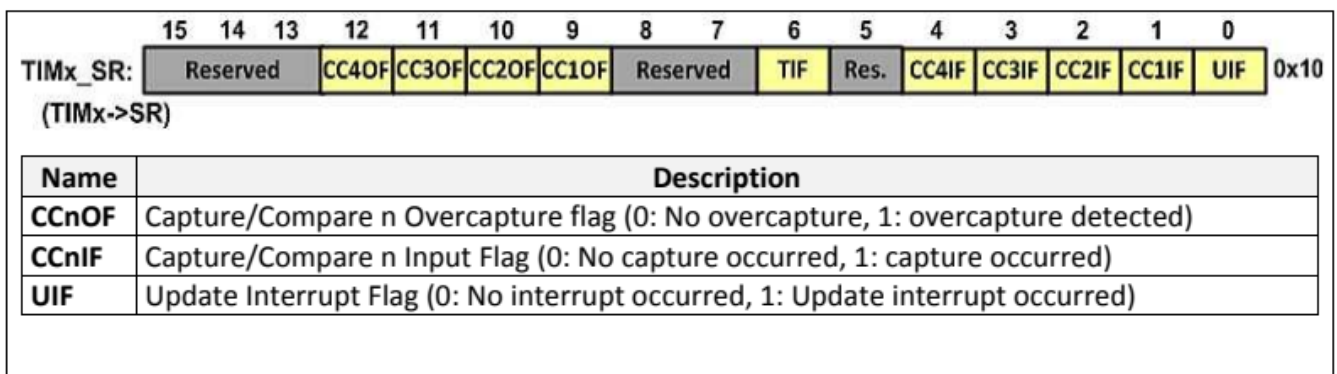 15 14 13 12 11 10 9 8 7 6 5 4 3 2 1 0
TIMx_SR: Reserved CC4OF CC3OF CC2OF CC1OF Reserved TIF Res. CC4IF CC3IF CC2IF CC1IF UIF 0x10
(TIMx->SR)
Name Description
CCnOF Capture/Compare n Overcapture flag (0: No overcapture, 1: overcapture detected)
CCnIF Capture/Compare n Input Flag (0: No capture occurred, 1: capture occurred)
UIF Update Interrupt Flag (0: No interrupt occurred, 1: Update interrupt occurred)